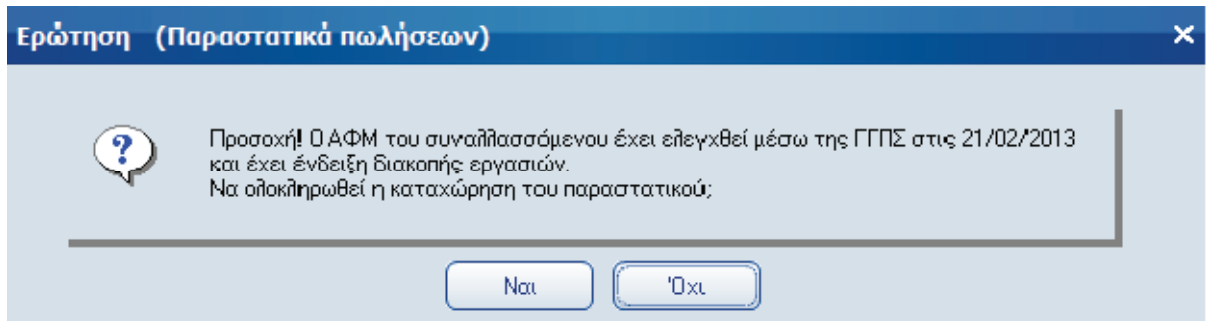 Ερώτηση (Παραστατικά πωλήσεων)
Προσοχή! Ο ΑΦΜ του συναλλασσόμενου έχει ελεγχθεί μέσω της ΓΓΠΣ στις 21/02/2013
και έχει ένδειξη διακοπής εργασιών.
Να ολοκληρωθεί η καταχώρηση του παραστατικού;
Ναι
Όχι